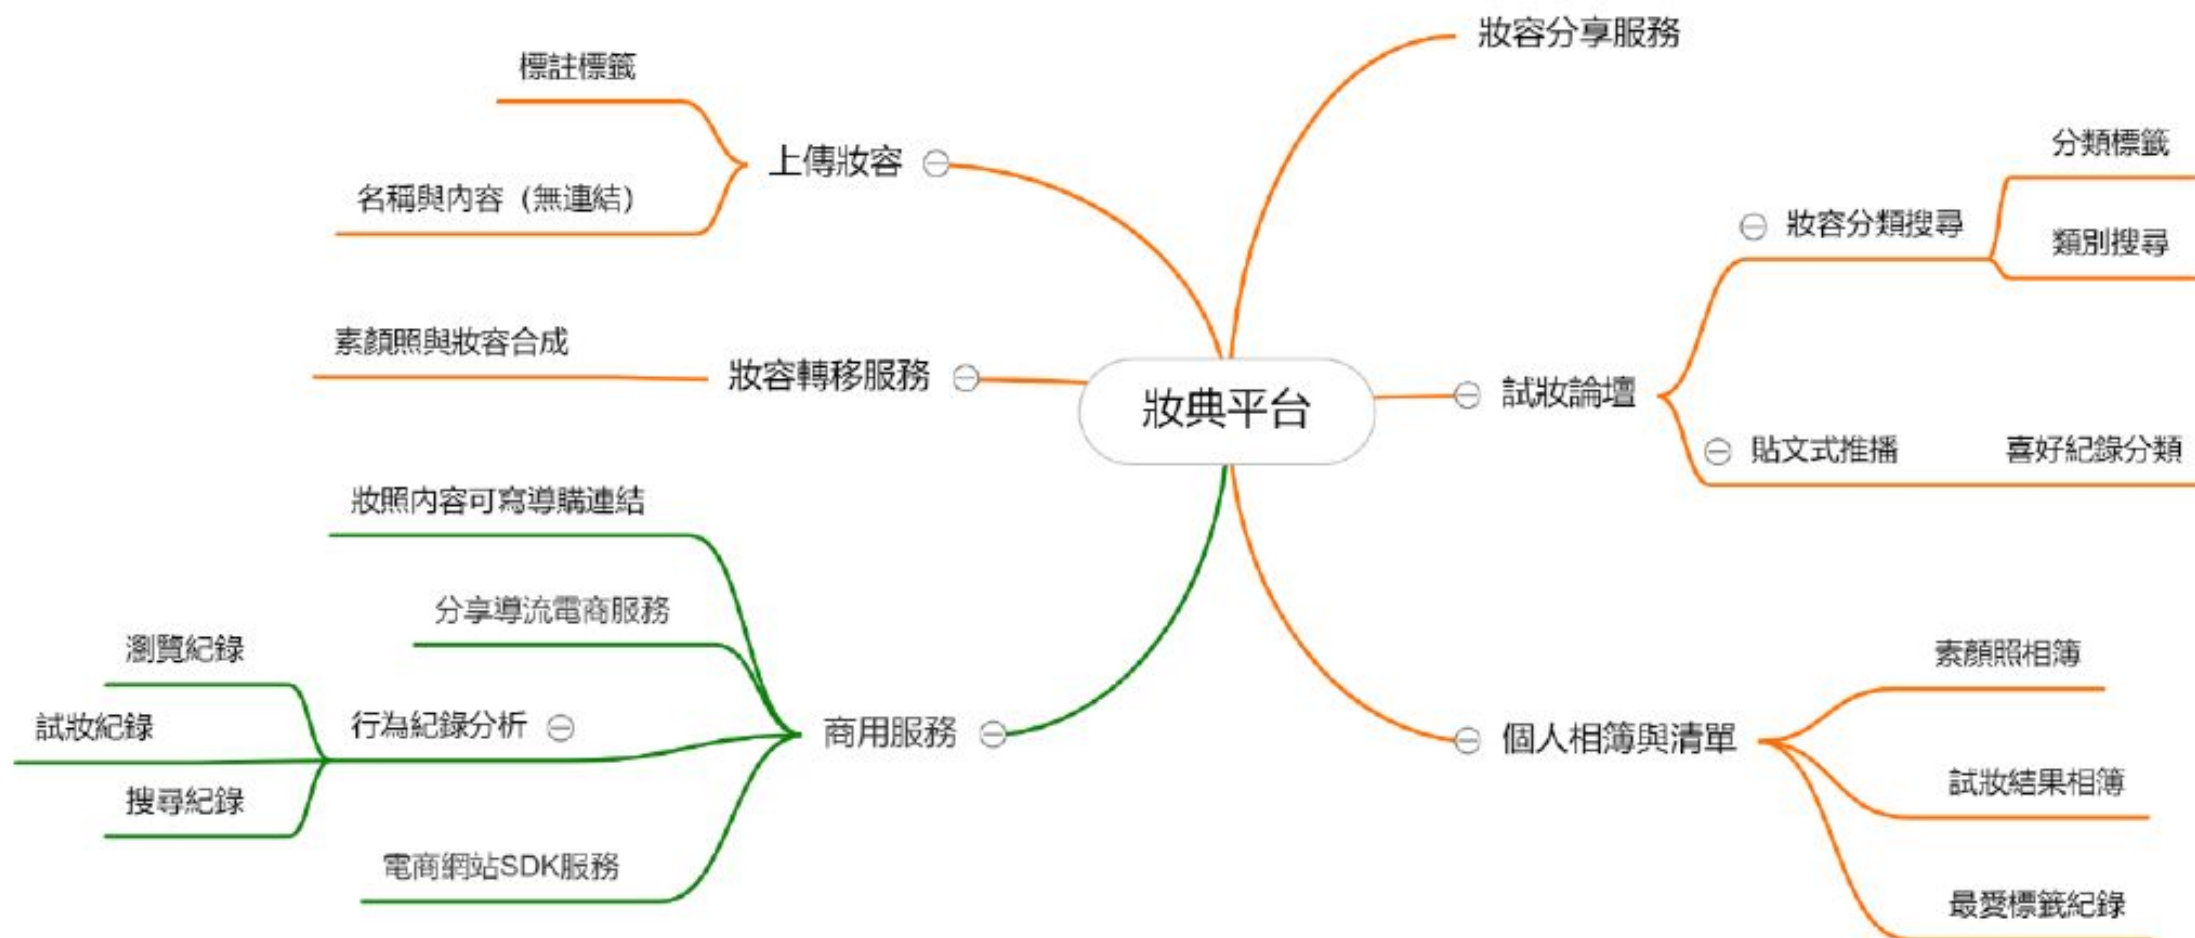 妝典平台
妝容分享服務
試妝論壇
妝容分類搜尋
分類標籤
類別搜尋
貼文式推播
喜好紀錄分類
個人相簿與清單
素顏照相簿
試妝結果相簿
最愛標籤紀錄
上傳妝容
標註標籤
名稱與內容（無連結）
妝容轉移服務
素顏照與妝容合成
商用服務
妝照內容可寫導購連結
分享導流電商服務
行為紀錄分析
瀏覽紀錄
試妝紀錄
搜尋紀錄
電商網站SDK服務